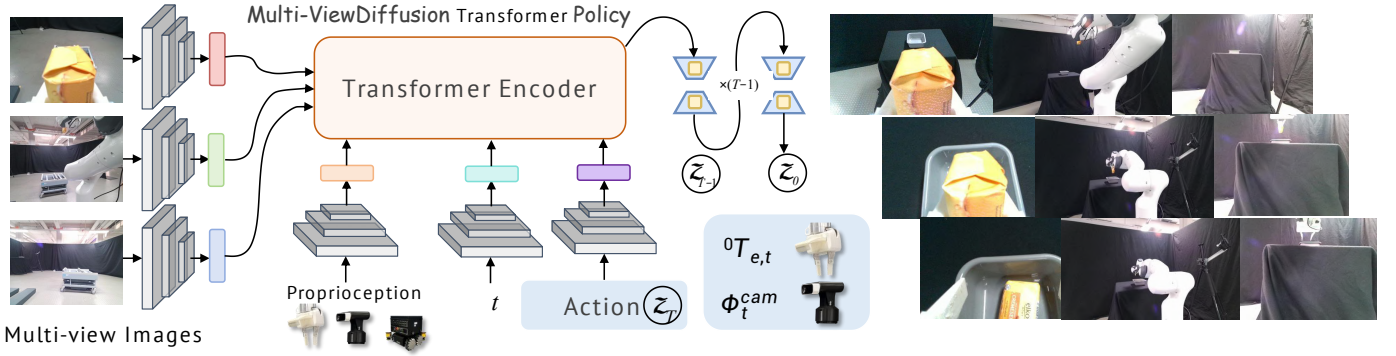 Multi-ViewDiffusion Transformer Policy
Transformer Encoder
×(T−1)
z_{T-1}
z_0
Proprioception
t
Action z_T
⁰T_{e,t}
Φ_t^{cam}
Multi-view Images